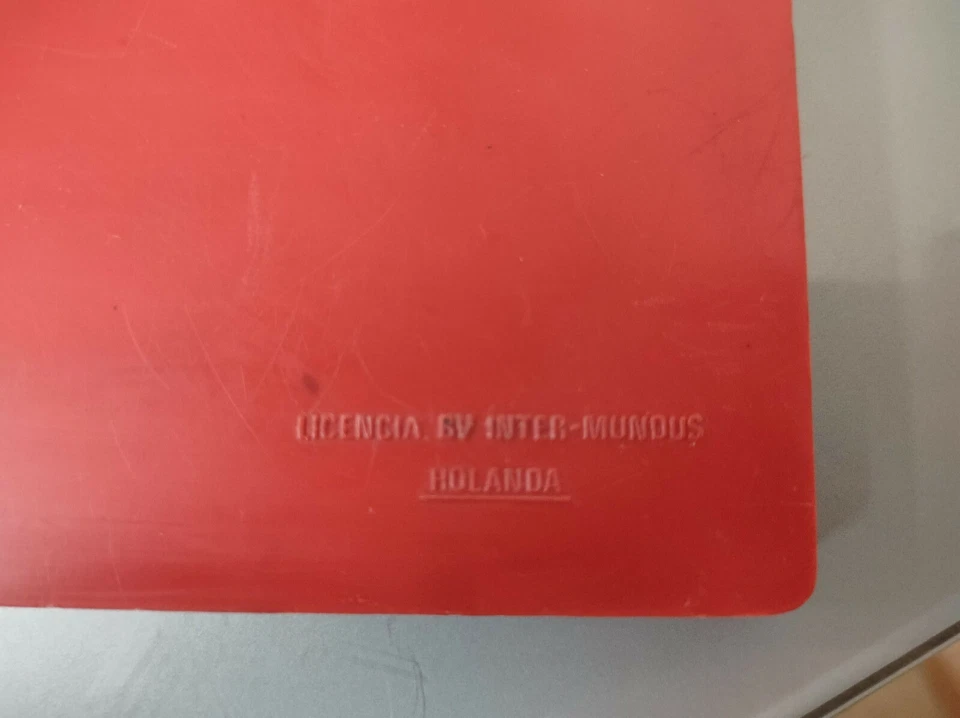 LICENCIA. BV INTER-MUNDUS
HOLANDA